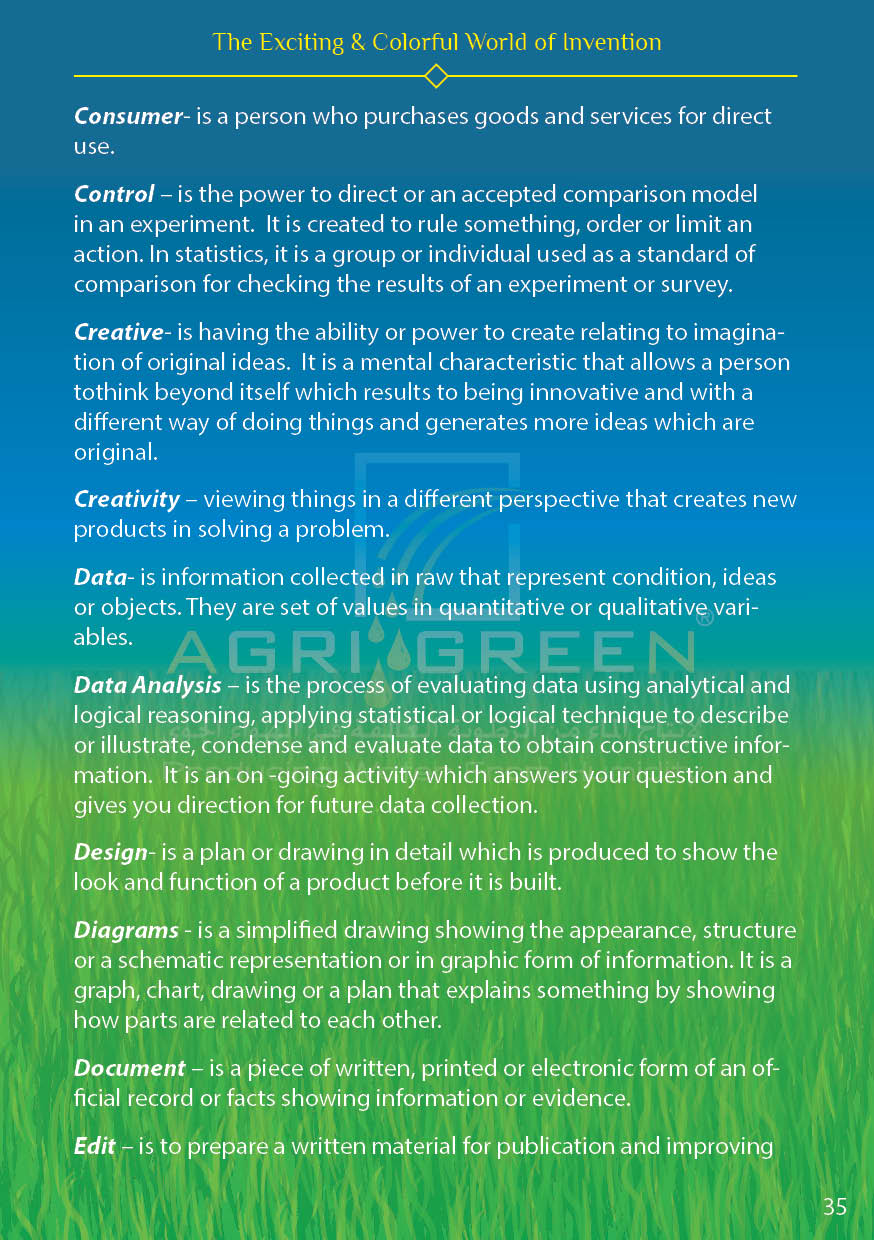 The Exciting & Colorful World of Invention
Consumer- is a person who purchases goods and services for direct
use.
Control – is the power to direct or an accepted comparison model
in an experiment.  It is created to rule something, order or limit an
action. In statistics, it is a group or individual used as a standard of
comparison for checking the results of an experiment or survey.
Creative- is having the ability or power to create relating to imagina-
tion of original ideas.  It is a mental characteristic that allows a person
tothink beyond itself which results to being innovative and with a
different way of doing things and generates more ideas which are
original.
Creativity – viewing things in a different perspective that creates new
products in solving a problem.
Data- is information collected in raw that represent condition, ideas
or objects. They are set of values in quantitative or qualitative vari-
ables.
AGRI GREEN ®
Data Analysis – is the process of evaluating data using analytical and
logical reasoning, applying statistical or logical technique to describe
or illustrate, condense and evaluate data to obtain constructive infor-
mation.  It is an on -going activity which answers your question and
gives you direction for future data collection.
Design- is a plan or drawing in detail which is produced to show the
look and function of a product before it is built.
Diagrams - is a simplified drawing showing the appearance, structure
or a schematic representation or in graphic form of information. It is a
graph, chart, drawing or a plan that explains something by showing
how parts are related to each other.
Document – is a piece of written, printed or electronic form of an of-
ficial record or facts showing information or evidence.
Edit – is to prepare a written material for publication and improving
35